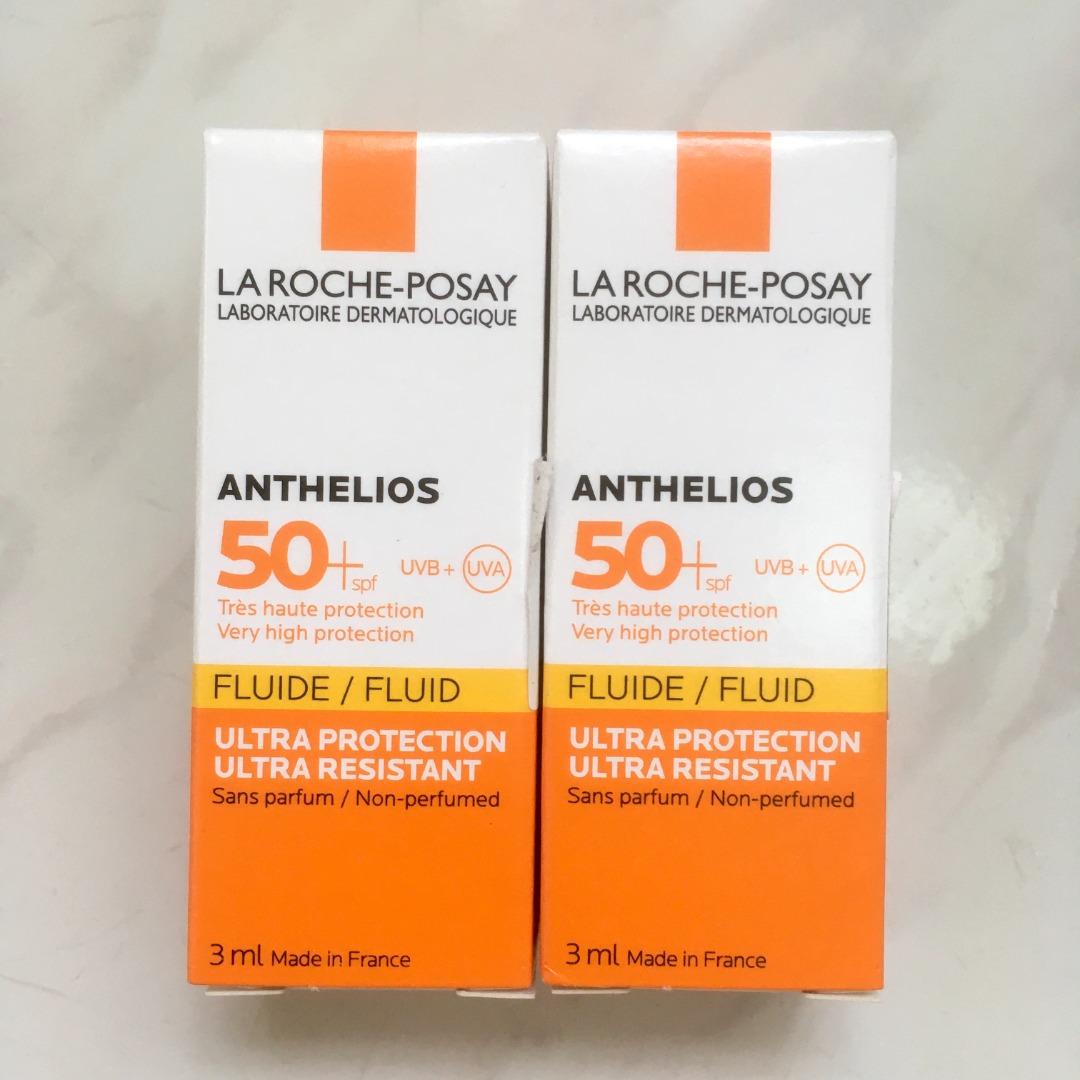 LA ROCHE-POSAY
LABORATOIRE DERMATOLOGIQUE
ANTHELIOS
50+ spf UVB + UVA
Très haute protection
Very high protection
FLUIDE / FLUID
ULTRA PROTECTION
ULTRA RESISTANT
Sans parfum / Non-perfumed
3 ml Made in France
LA ROCHE-POSAY
LABORATOIRE DERMATOLOGIQUE
ANTHELIOS
50+ spf UVB + UVA
Très haute protection
Very high protection
FLUIDE / FLUID
ULTRA PROTECTION
ULTRA RESISTANT
Sans parfum / Non-perfumed
3 ml Made in France